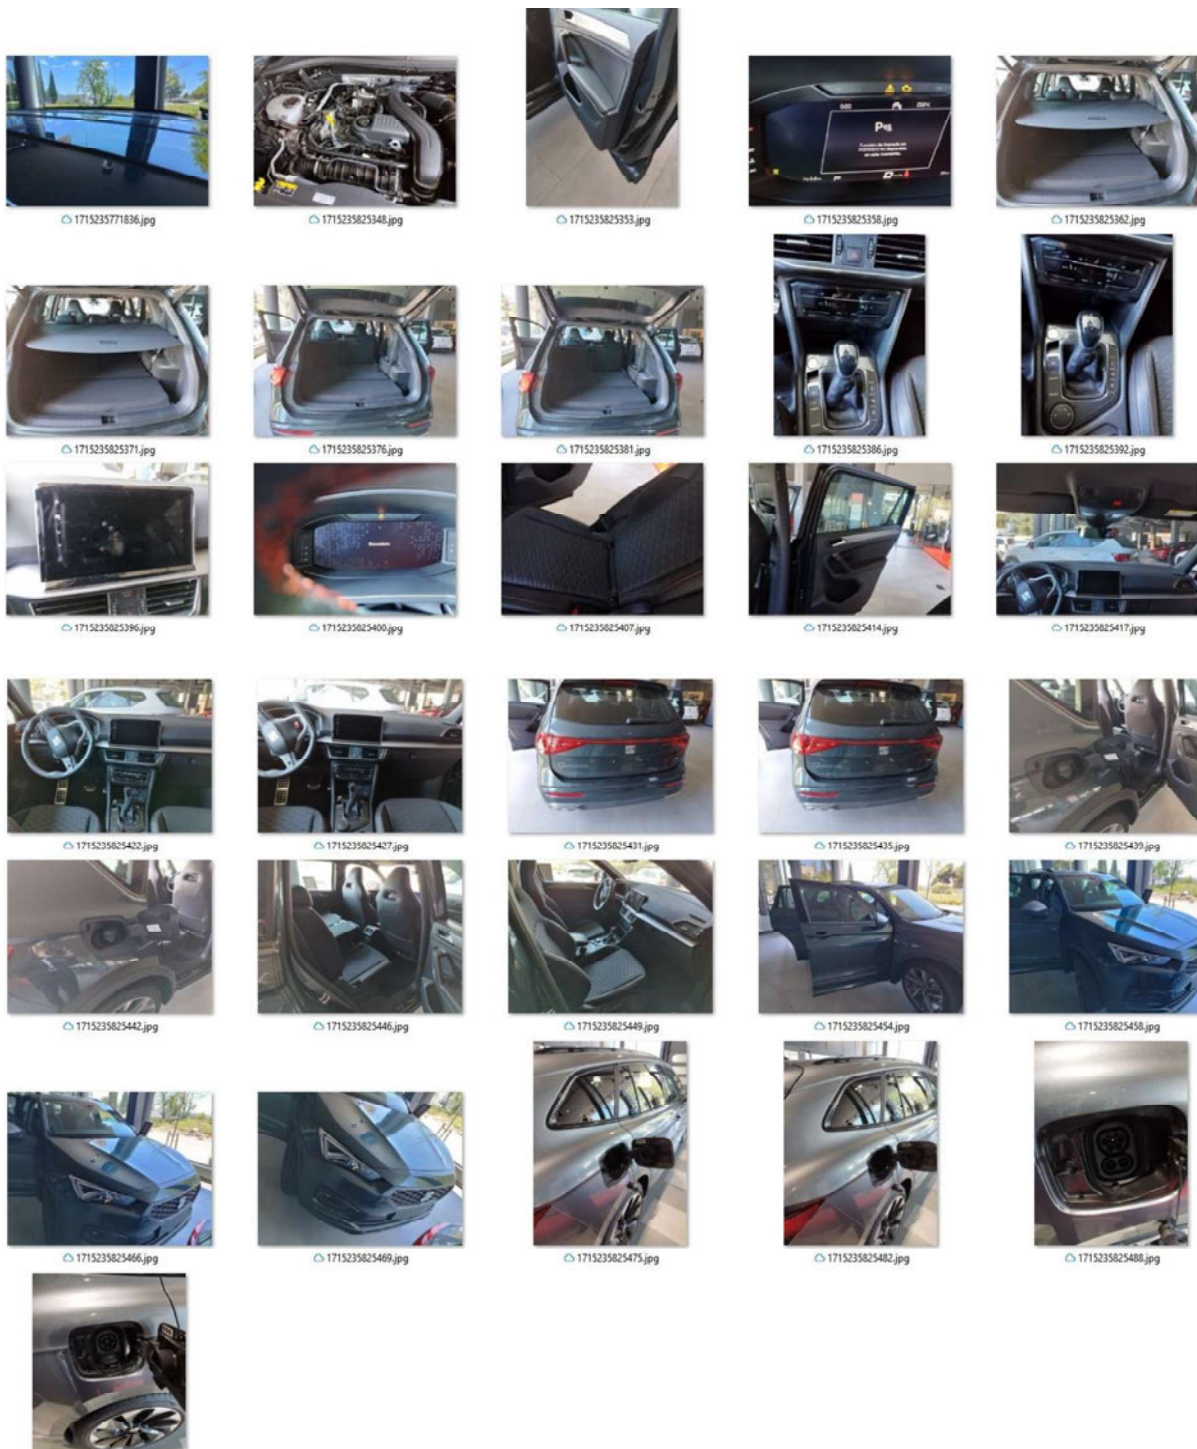 1715235771836.jpg
1715235825348.jpg
1715235825353.jpg
1715235825358.jpg
1715235825362.jpg
1715235825371.jpg
1715235825376.jpg
1715235825381.jpg
1715235825386.jpg
1715235825392.jpg
1715235825396.jpg
1715235825400.jpg
1715235825407.jpg
1715235825414.jpg
1715235825417.jpg
1715235825422.jpg
1715235825427.jpg
1715235825431.jpg
1715235825435.jpg
1715235825439.jpg
1715235825442.jpg
1715235825446.jpg
1715235825449.jpg
1715235825454.jpg
1715235825458.jpg
1715235825466.jpg
1715235825469.jpg
1715235825475.jpg
1715235825482.jpg
1715235825488.jpg